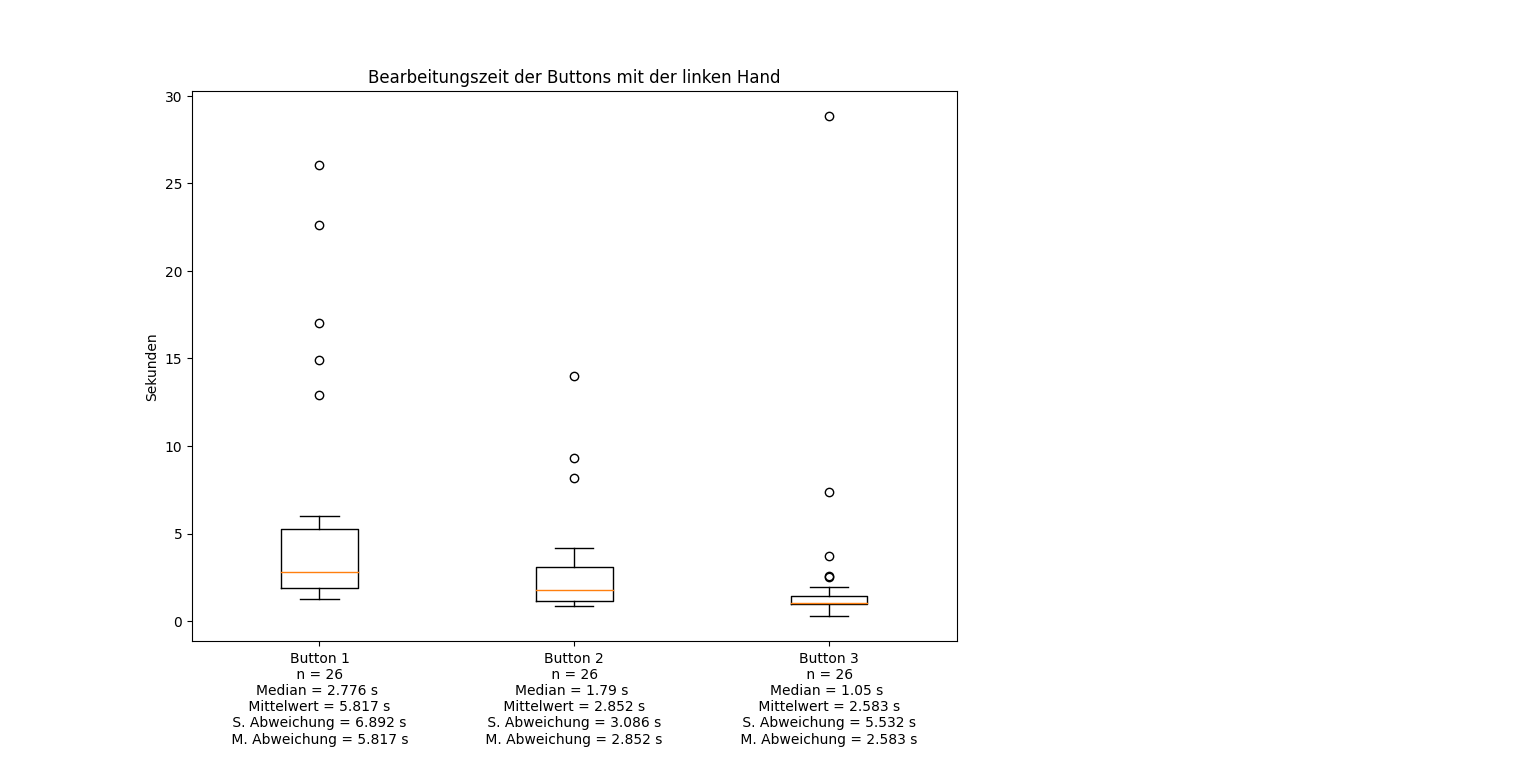 Bearbeitungszeit der Buttons mit der linken Hand
30
25
20
15
10
5
0
Sekunden
Button 1
n = 26
Median = 2.776 s
Mittelwert = 5.817 s
S. Abweichung = 6.892 s
M. Abweichung = 5.817 s
Button 2
n = 26
Median = 1.79 s
Mittelwert = 2.852 s
S. Abweichung = 3.086 s
M. Abweichung = 2.852 s
Button 3
n = 26
Median = 1.05 s
Mittelwert = 2.583 s
S. Abweichung = 5.532 s
M. Abweichung = 2.583 s